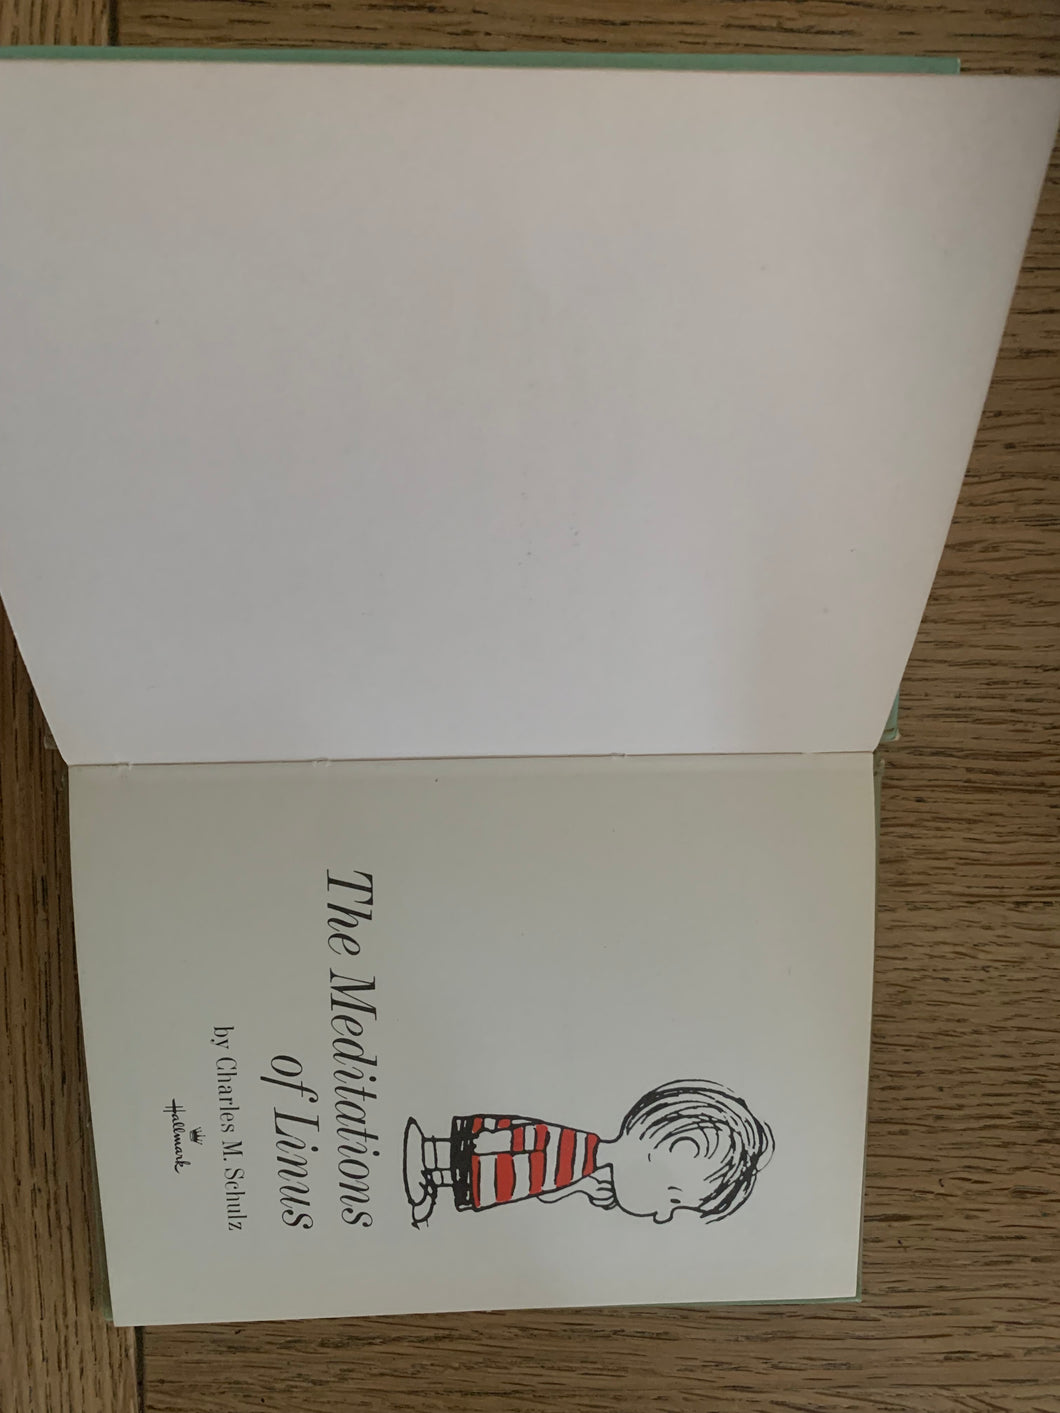 The Meditations
of Linus
by Charles M. Schulz
Hallmark